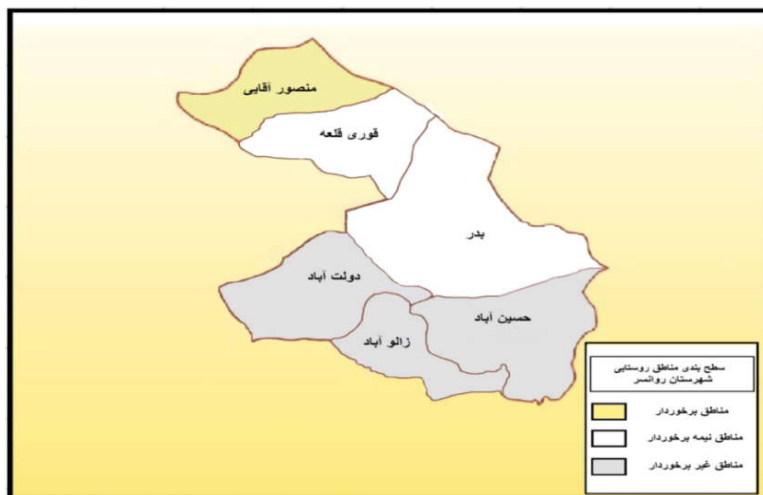 منصور آقایی
قوری قلعه
بدر
دولت آباد
حسین آباد
زالو آباد
سطح بندی مناطق روستایی
شهرستان روانسر
مناطق برخوردار
مناطق نیمه برخوردار
مناطق غیر برخوردار